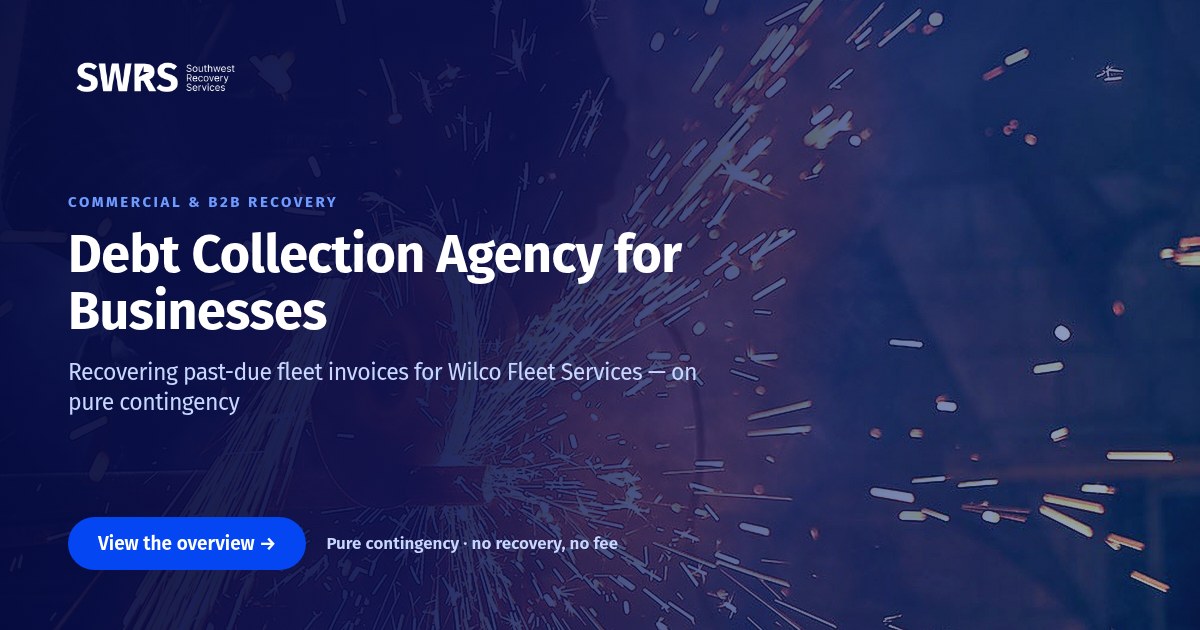 SWRS
Southwest
Recovery
Services
COMMERCIAL & B2B RECOVERY
Debt Collection Agency for
Businesses
Recovering past-due fleet invoices for Wilco Fleet Services — on
pure contingency
View the overview →
Pure contingency · no recovery, no fee